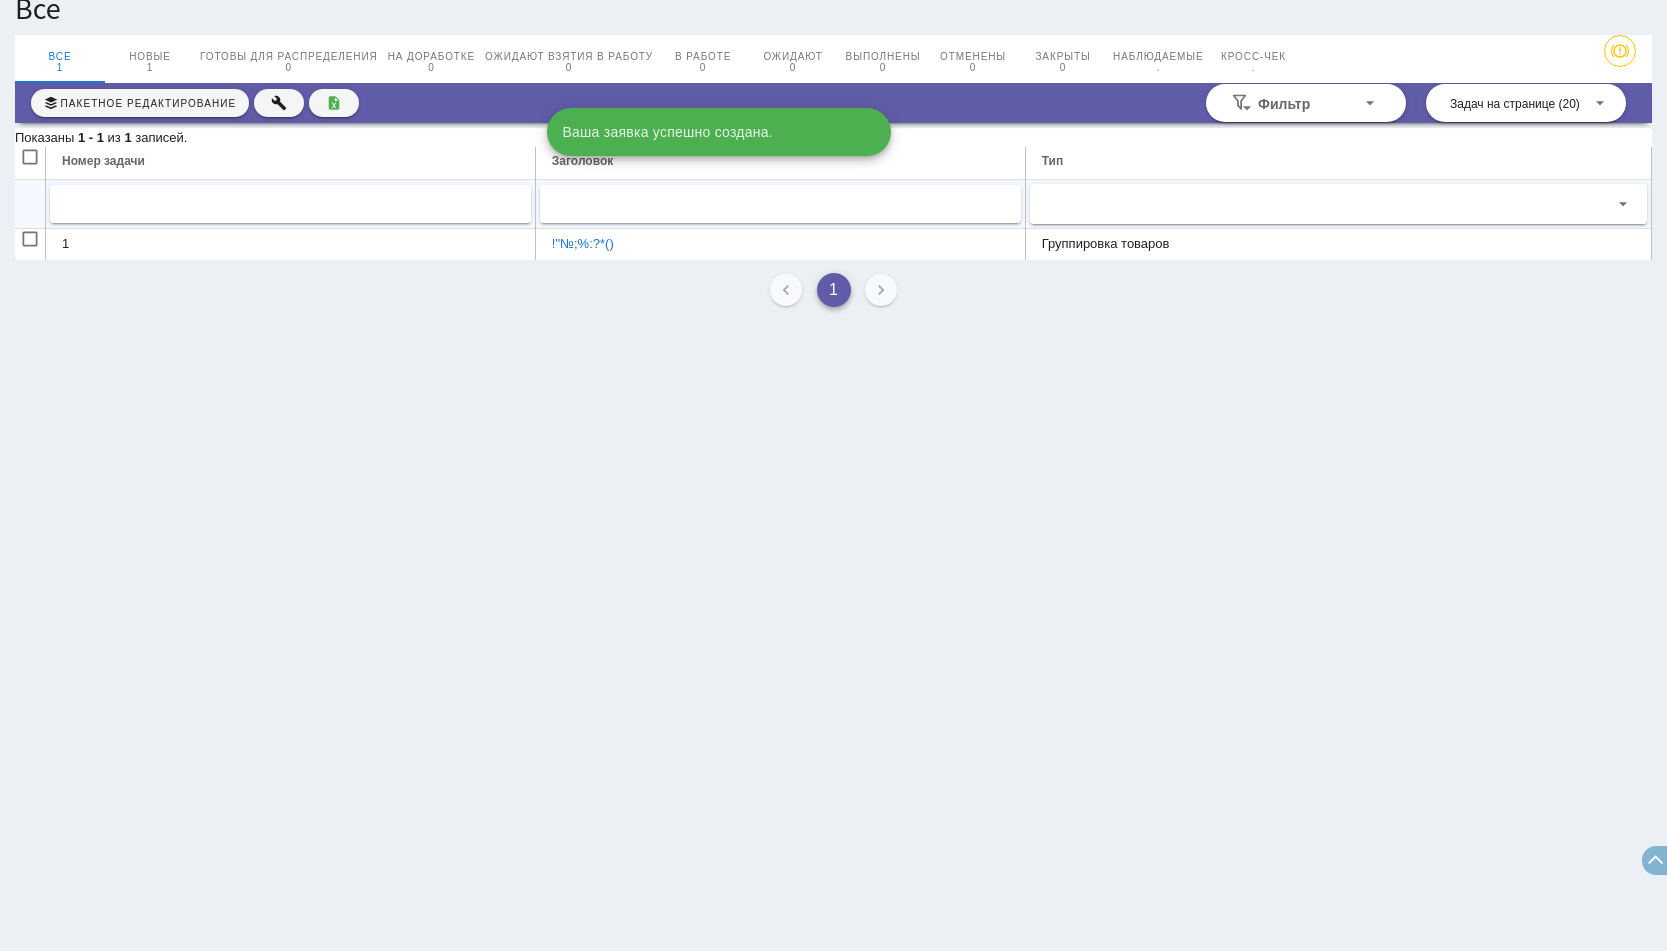 Все
ВСЕ НОВЫЕ ГОТОВЫ ДЛЯ РАСПРЕДЕЛЕНИЯ НА ДОРАБОТКЕ ОЖИДАЮТ ВЗЯТИЯ В РАБОТУ В РАБОТЕ ОЖИДАЮТ ВЫПОЛНЕНЫ ОТМЕНЕНЫ ЗАКРЫТЫ НАБЛЮДАЕМЫЕ КРОСС-ЧЕК
1 1 0 0 0 0 0 0 0 0 . .
ПАКЕТНОЕ РЕДАКТИРОВАНИЕ Фильтр Задач на странице (20)
Ваша заявка успешно создана.
Показаны 1 - 1 из 1 записей.
Номер задачи Заголовок Тип
1 !"№;%:?*() Группировка товаров
1